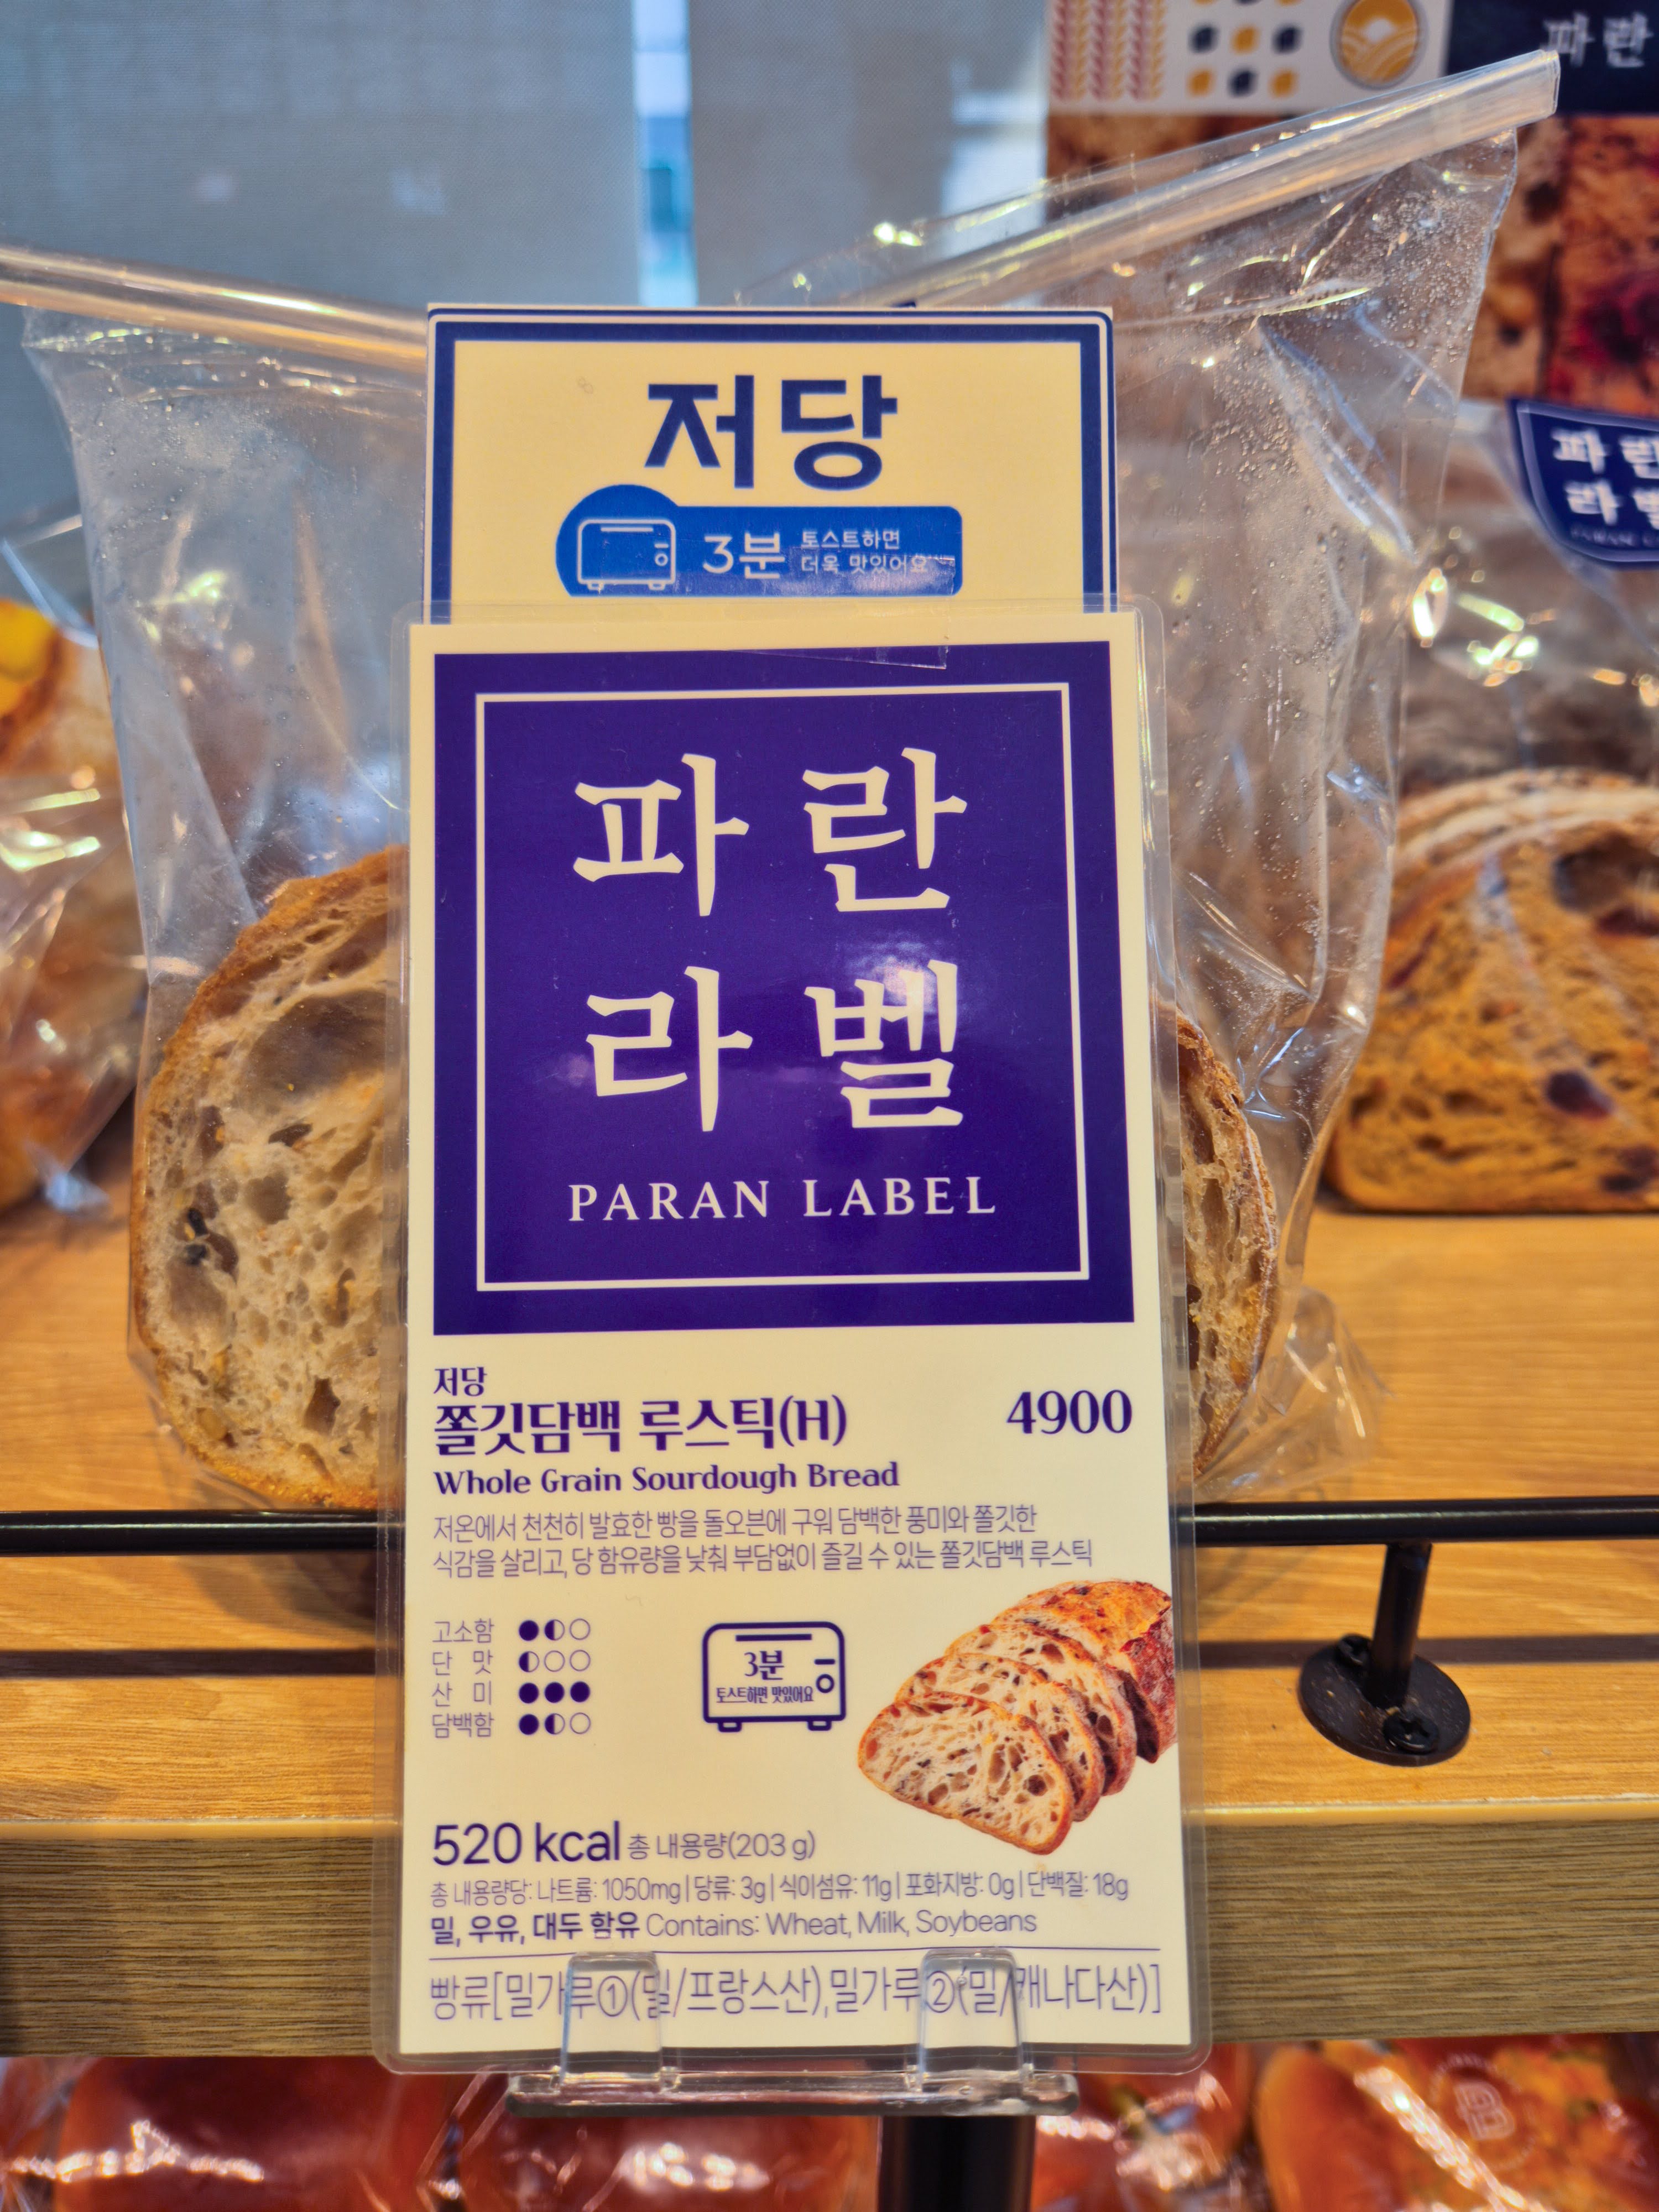 저당
3분 토스트하면
더욱 맛있어요
파란
라벨
PARAN LABEL
저당
쫄깃담백 루스틱(H) 4900
Whole Grain Sourdough Bread
저온에서 천천히 발효한 빵을 돌오븐에 구워 담백한 풍미와 쫄깃한
식감을 살리고, 당 함유량을 낮춰 부담없이 즐길 수 있는 쫄깃담백 루스틱
고소함
단 맛
산 미
담백함
3분
토스트하면 맛있어요
520 kcal 총 내용량(203 g)
총 내용량당: 나트륨: 1050mg | 당류: 3g | 식이섬유: 11g | 포화지방: 0g | 단백질: 18g
밀, 우유, 대두 함유 Contains: Wheat, Milk, Soybeans
빵류[밀가루①(밀/프랑스산),밀가루②(밀/캐나다산)]
파란
파란